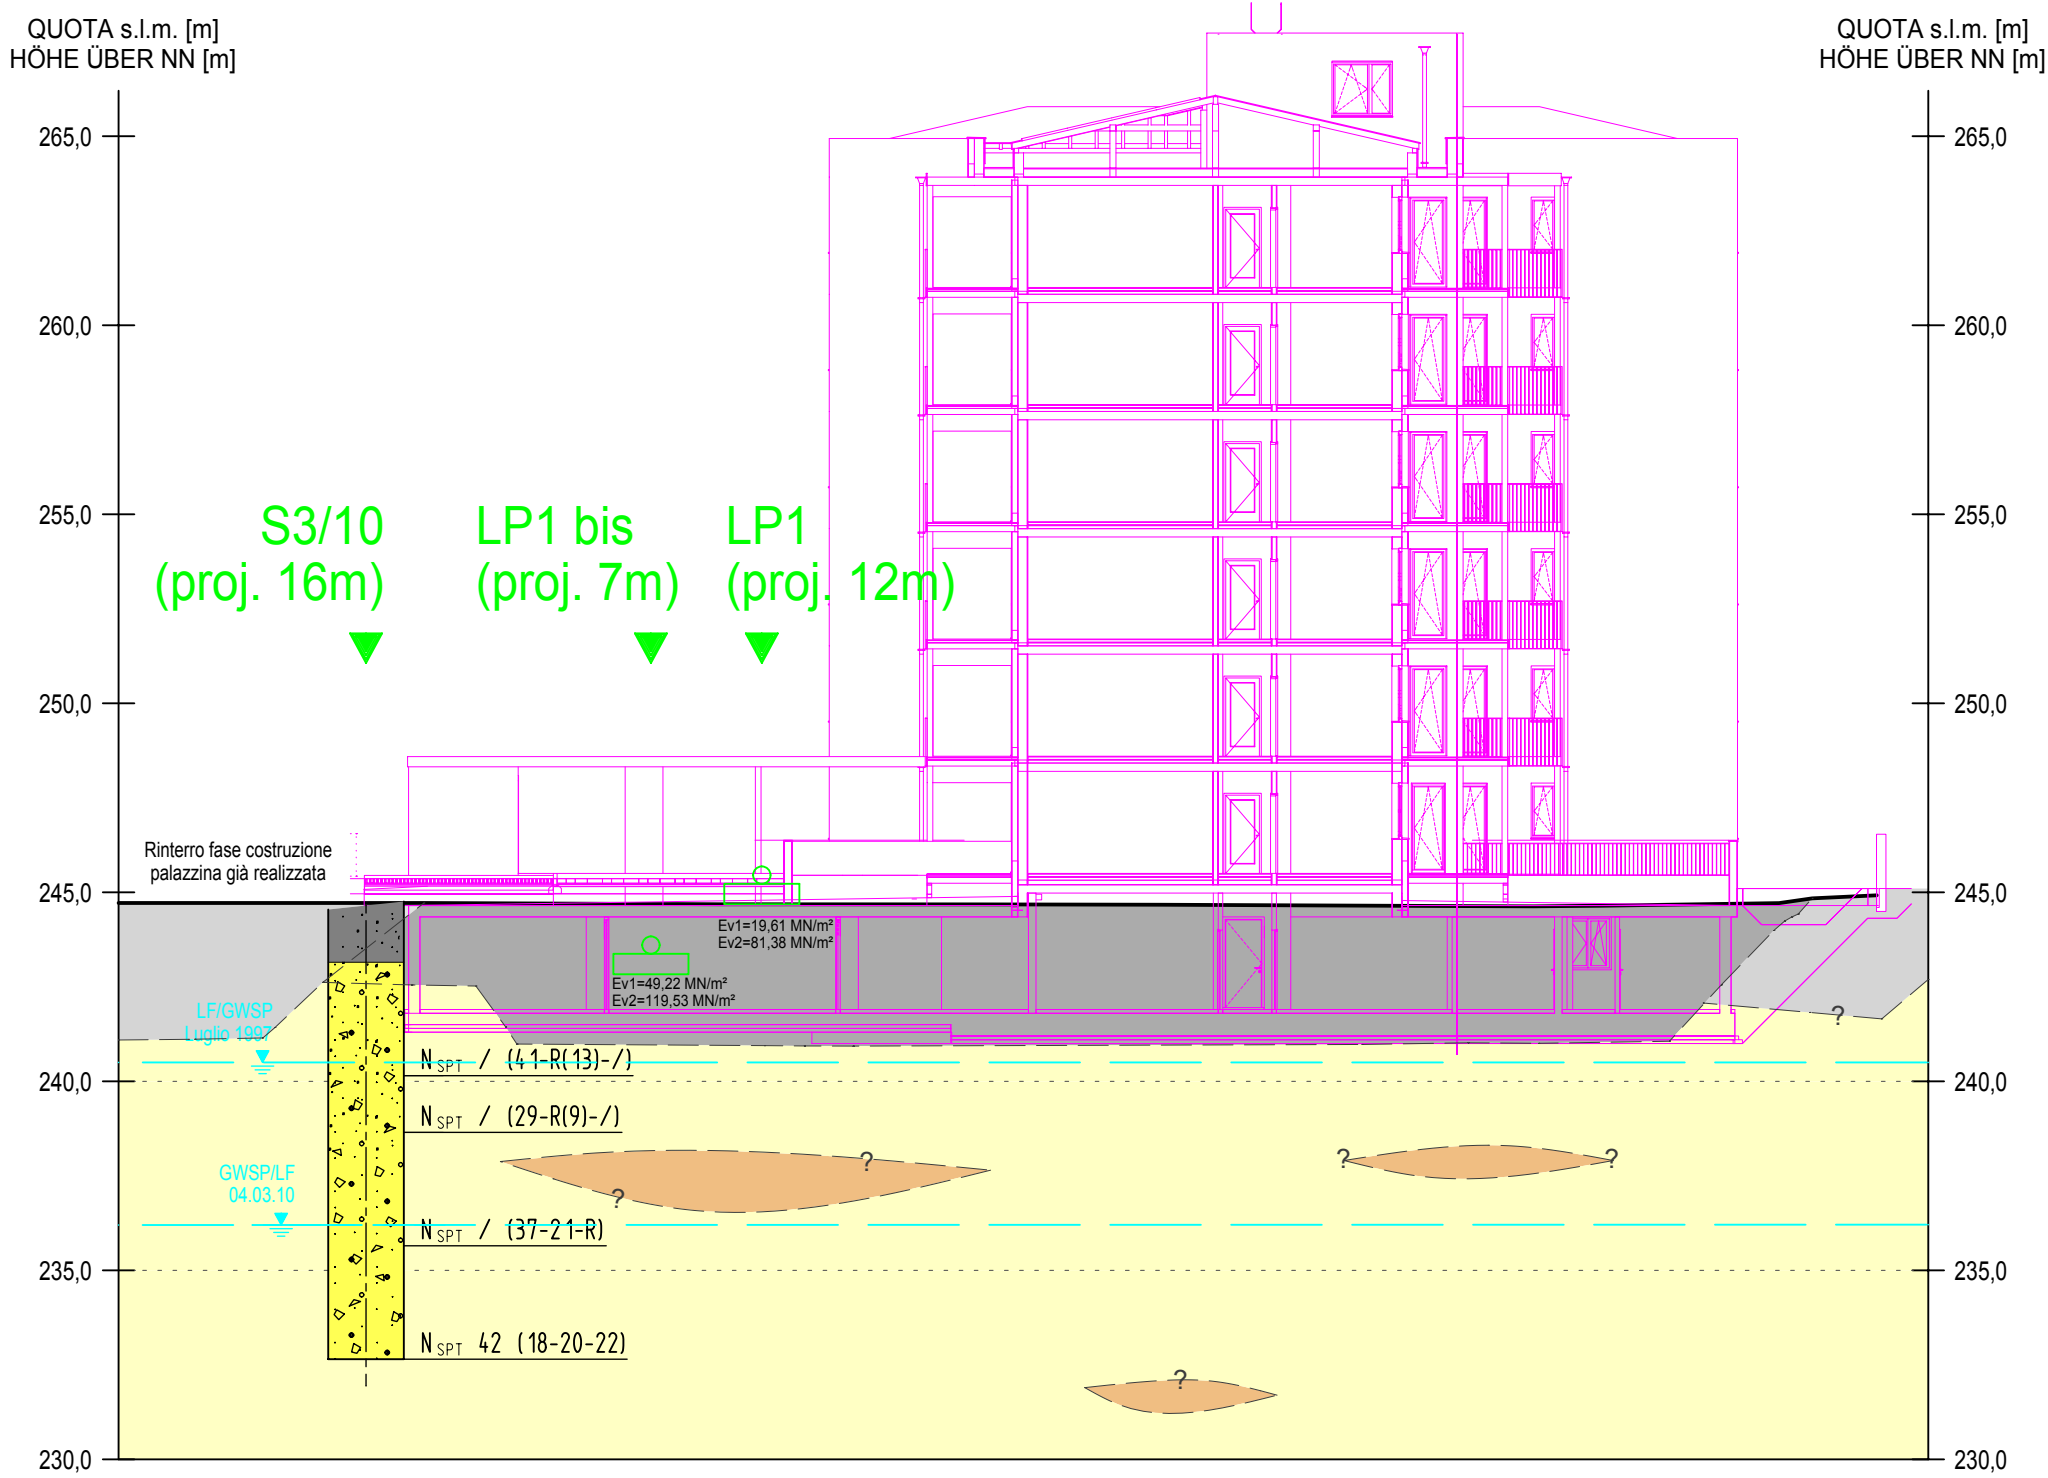 QUOTA s.l.m. [m]
HÖHE ÜBER NN [m]
QUOTA s.l.m. [m]
HÖHE ÜBER NN [m]
265,0
265,0
260,0
260,0
255,0
255,0
S3/10
(proj. 16m)
LP1 bis
(proj. 7m)
LP1
(proj. 12m)
250,0
250,0
Rinterro fase costruzione
palazzina già realizzata
245,0
245,0
Ev1=19,61 MN/m²
Ev2=81,38 MN/m²
Ev1=49,22 MN/m²
Ev2=119,53 MN/m²
LF/GWSP
Luglio 1997
?
NSPT / (41-R(13)-/)
240,0
240,0
NSPT / (29-R(9)-/)
?
?
?
?
GWSP/LF
04.03.10
NSPT / (37-21-R)
235,0
235,0
NSPT 42 (18-20-22)
?
230,0
230,0